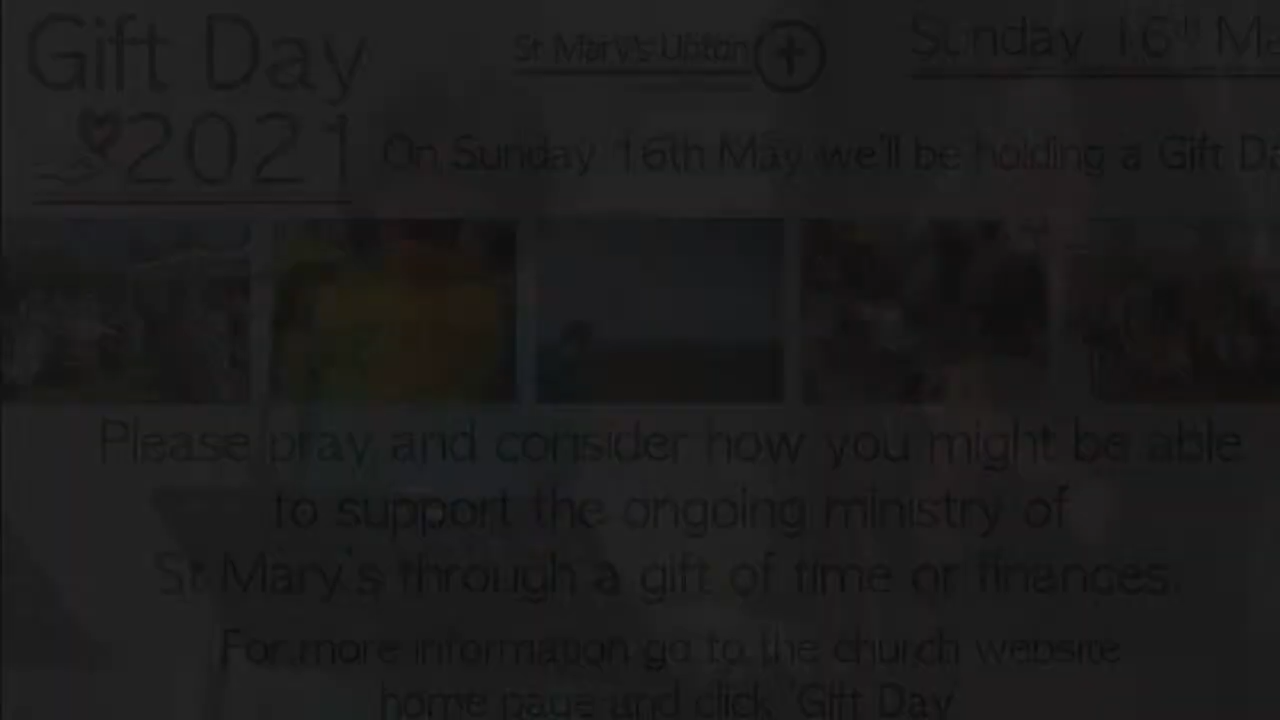 Gift Day
2021
St Mary's Upton
Sunday 16th Ma
On Sunday 16th May we'll be holding a Gift Da
Please pray and consider how you might be able
to support the ongoing ministry of
St Mary's through a gift of time or finances.
For more information go to the church website
home page and click 'Gift Day